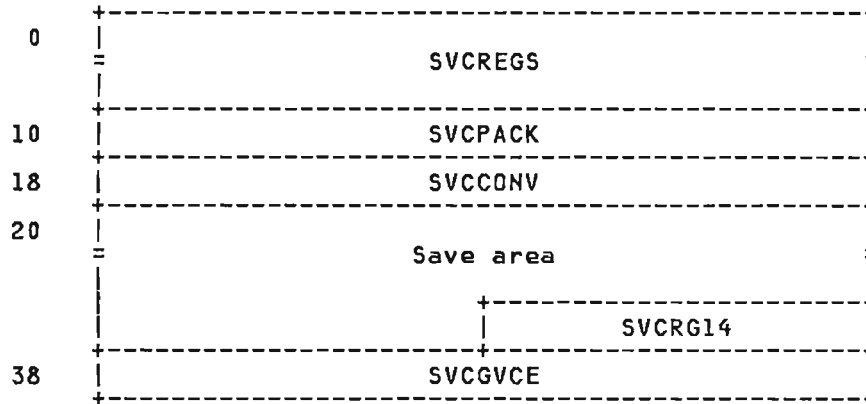 0 SVCREGS
10 SVCPACK
18 SVCCONV
20 Save area
SVCRG14
38 SVCGVCE